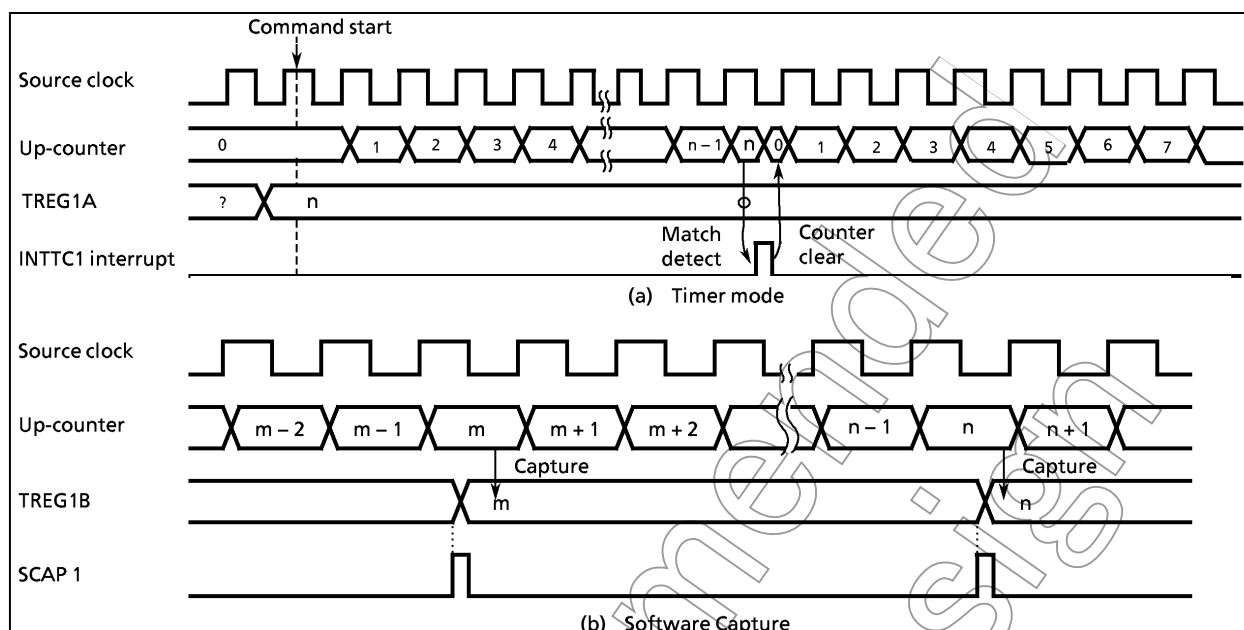 Command start
Source clock
Up-counter 0 1 2 3 4 n – 1 n 0 1 2 3 4 5 6 7
TREG1A ? n
Match detect
Counter clear
INTTC1 interrupt
(a) Timer mode
Source clock
Up-counter m – 2 m – 1 m m + 1 m + 2 n – 1 n n + 1
Capture Capture
TREG1B m n
SCAP 1
(b) Software Capture